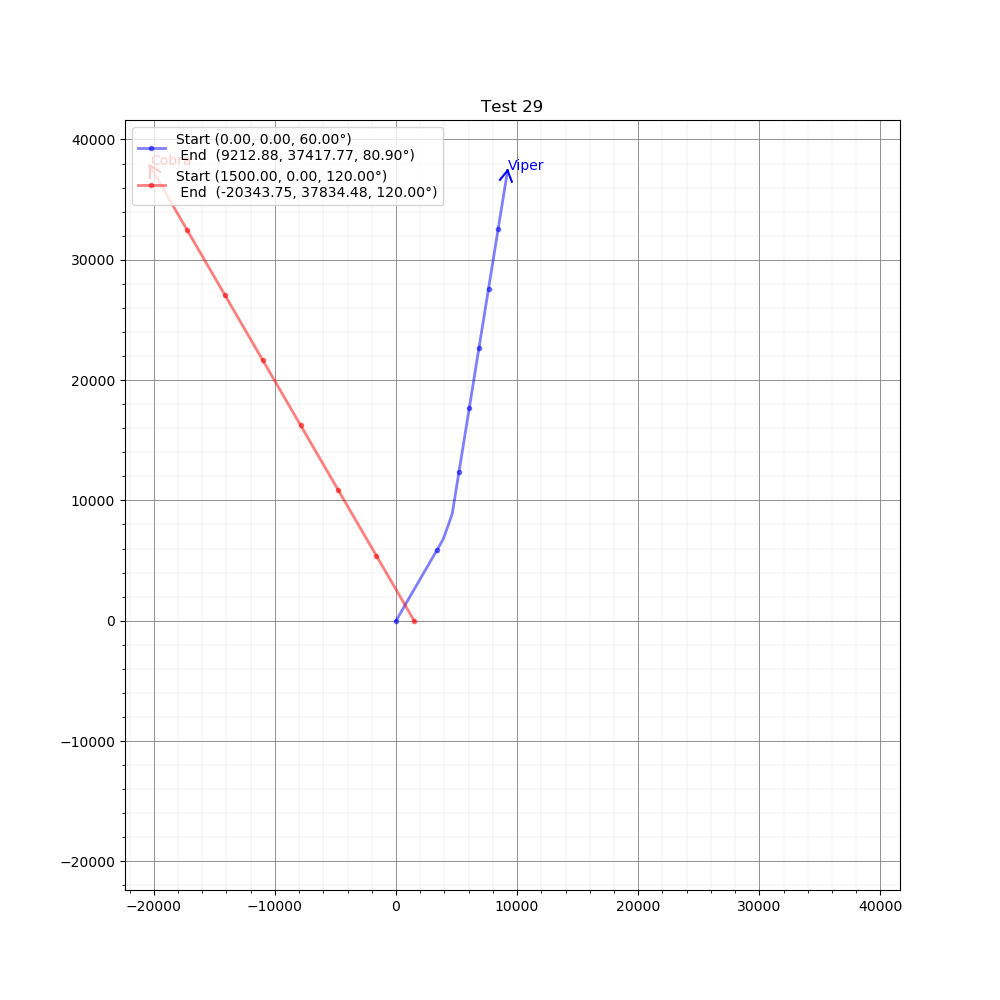 Test 29
40000
30000
20000
10000
0
−10000
−20000
Start (0.00, 0.00, 60.00°)
End  (9212.88, 37417.77, 80.90°)
Start (1500.00, 0.00, 120.00°)
End  (-20343.75, 37834.48, 120.00°)
Cobra
Viper
−20000 −10000 0 10000 20000 30000 40000